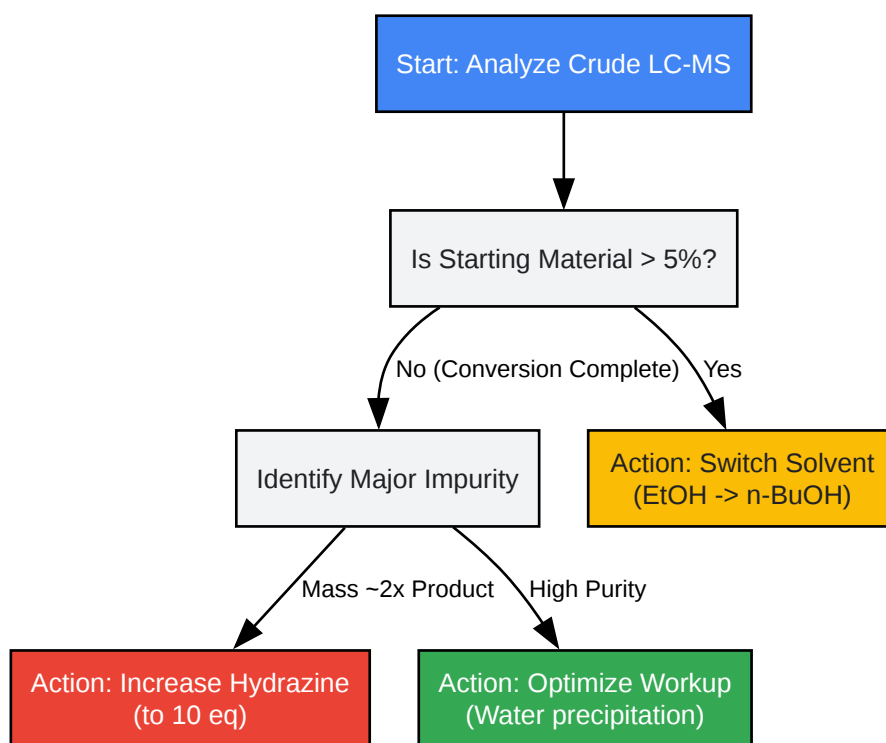 Start: Analyze Crude LC-MS
Is Starting Material > 5%?
No (Conversion Complete)
Yes
Identify Major Impurity
Action: Switch Solvent
(EtOH -> n-BuOH)
Mass ~2x Product
High Purity
Action: Increase Hydrazine
(to 10 eq)
Action: Optimize Workup
(Water precipitation)